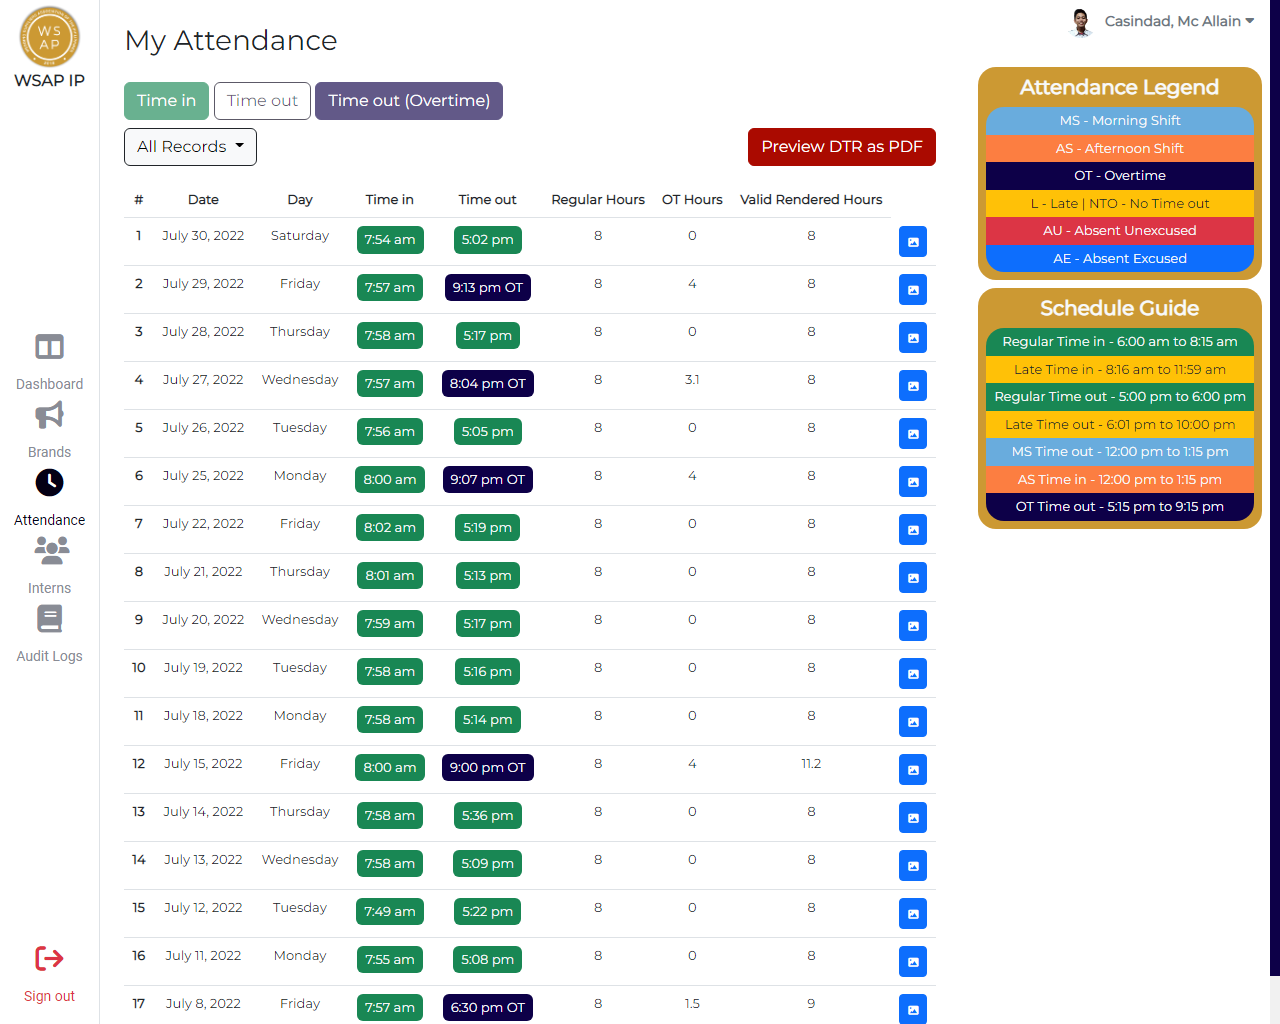 WS
AP
WSAP IP
Dashboard
Brands
Attendance
Interns
Audit Logs
Sign out
My Attendance
Casindad, Mc Allain
Time in
Time out
Time out (Overtime)
All Records
Preview DTR as PDF
# Date Day Time in Time out Regular Hours OT Hours Valid Rendered Hours
1 July 30, 2022 Saturday 7:54 am 5:02 pm 8 0 8
2 July 29, 2022 Friday 7:57 am 9:13 pm OT 8 4 8
3 July 28, 2022 Thursday 7:58 am 5:17 pm 8 0 8
4 July 27, 2022 Wednesday 7:57 am 8:04 pm OT 8 3.1 8
5 July 26, 2022 Tuesday 7:56 am 5:05 pm 8 0 8
6 July 25, 2022 Monday 8:00 am 9:07 pm OT 8 4 8
7 July 22, 2022 Friday 8:02 am 5:19 pm 8 0 8
8 July 21, 2022 Thursday 8:01 am 5:13 pm 8 0 8
9 July 20, 2022 Wednesday 7:59 am 5:17 pm 8 0 8
10 July 19, 2022 Tuesday 7:58 am 5:16 pm 8 0 8
11 July 18, 2022 Monday 7:58 am 5:14 pm 8 0 8
12 July 15, 2022 Friday 8:00 am 9:00 pm OT 8 4 11.2
13 July 14, 2022 Thursday 7:58 am 5:36 pm 8 0 8
14 July 13, 2022 Wednesday 7:58 am 5:09 pm 8 0 8
15 July 12, 2022 Tuesday 7:49 am 5:22 pm 8 0 8
16 July 11, 2022 Monday 7:55 am 5:08 pm 8 0 8
17 July 8, 2022 Friday 7:57 am 6:30 pm OT 8 1.5 9
Attendance Legend
MS - Morning Shift
AS - Afternoon Shift
OT - Overtime
L - Late | NTO - No Time out
AU - Absent Unexcused
AE - Absent Excused
Schedule Guide
Regular Time in - 6:00 am to 8:15 am
Late Time in - 8:16 am to 11:59 am
Regular Time out - 5:00 pm to 6:00 pm
Late Time out - 6:01 pm to 10:00 pm
MS Time out - 12:00 pm to 1:15 pm
AS Time in - 12:00 pm to 1:15 pm
OT Time out - 5:15 pm to 9:15 pm